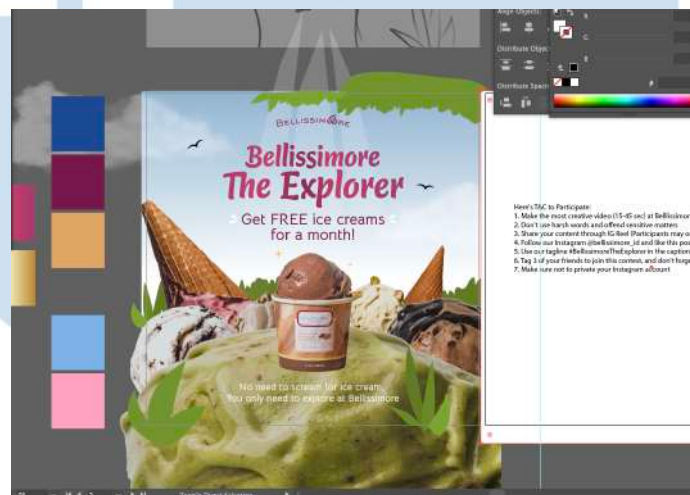 Align Objects:
Distribute Objec
Distribute Spaci
BELLISSIMORE
Bellissimore
The Explorer
Get FREE ice creams
for a month!
No need to scream for ice cream,
You only need to explore at Bellissimore
Here's T&C to Participate:
1. Make the most creative video (15-45 sec) at Bellissimor
2. Don't use harsh words and offend sensitive matters
3. Share your content through IG Reel (Participants may o
4. Follow our Instagram @bellissimore_id and like this pos
5. Use our tagline #BellissimoreTheExplorer in the caption
6. Tag 3 of your friends to join this contest, and don't forge
7. Make sure not to private your Instagram account